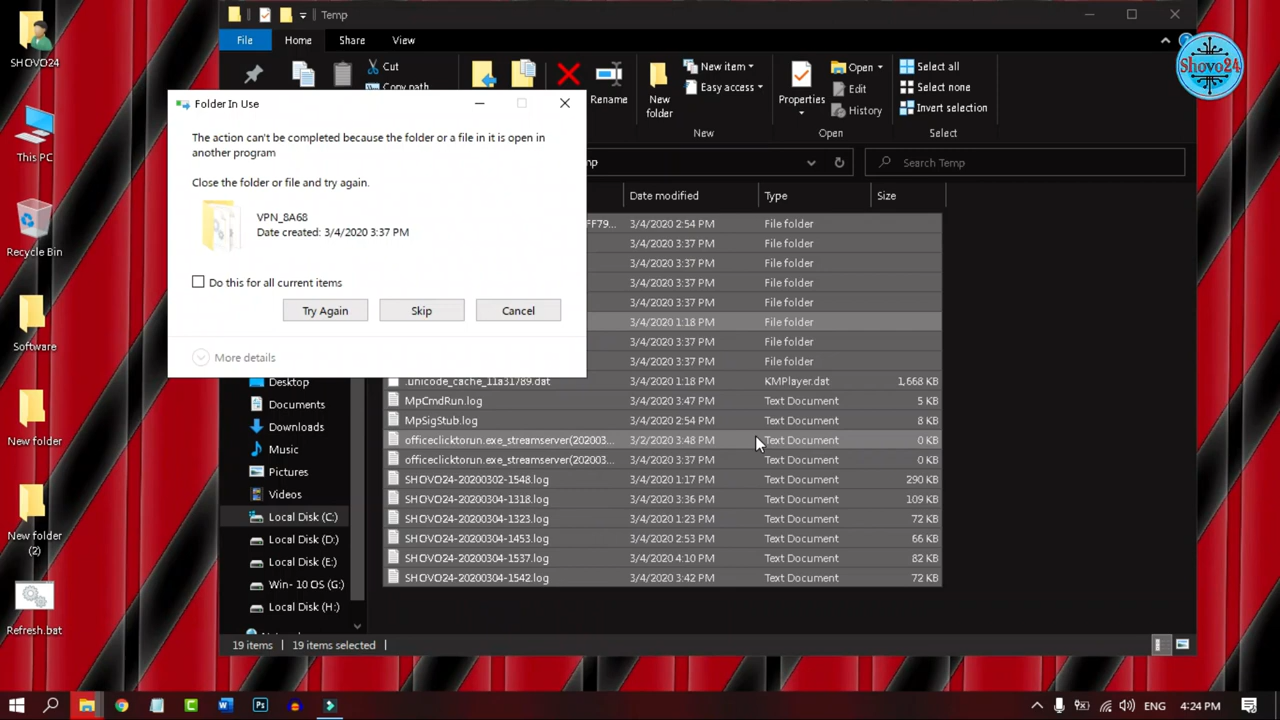 Temp
File
Home
Share
View
Cut
Copy path
Rename
New folder
New item
Easy access
Properties
Open
Edit
History
Select all
Select none
Invert selection
New
Open
Select
Shovo24
SHOVO24
This PC
Recycle Bin
Software
New folder
New folder
(2)
Refresh.bat
Folder In Use
The action can't be completed because the folder or a file in it is open in
another program
Close the folder or file and try again.
VPN_8A68
Date created: 3/4/2020 3:37 PM
Do this for all current items
Try Again
Skip
Cancel
More details
mp
Search Temp
Date modified
Type
Size
FF79...
3/4/2020 2:54 PM
File folder
3/4/2020 3:37 PM
File folder
3/4/2020 3:37 PM
File folder
3/4/2020 3:37 PM
File folder
3/4/2020 3:37 PM
File folder
3/4/2020 1:18 PM
File folder
3/4/2020 3:37 PM
File folder
3/4/2020 3:37 PM
File folder
.unicode_cache_11a31789.dat
3/4/2020 1:18 PM
KMPlayer.dat
1,668 KB
MpCmdRun.log
3/4/2020 3:47 PM
Text Document
5 KB
MpSigStub.log
3/4/2020 2:54 PM
Text Document
8 KB
officeclicktorun.exe_streamserver(202003...
3/2/2020 3:48 PM
Text Document
0 KB
officeclicktorun.exe_streamserver(202003...
3/4/2020 3:37 PM
Text Document
0 KB
SHOVO24-20200302-1548.log
3/4/2020 1:17 PM
Text Document
290 KB
SHOVO24-20200304-1318.log
3/4/2020 3:36 PM
Text Document
109 KB
SHOVO24-20200304-1323.log
3/4/2020 1:23 PM
Text Document
72 KB
SHOVO24-20200304-1453.log
3/4/2020 2:53 PM
Text Document
66 KB
SHOVO24-20200304-1537.log
3/4/2020 4:10 PM
Text Document
82 KB
SHOVO24-20200304-1542.log
3/4/2020 3:42 PM
Text Document
72 KB
Desktop
Documents
Downloads
Music
Pictures
Videos
Local Disk (C:)
Local Disk (D:)
Local Disk (E:)
Win- 10 OS (G:)
Local Disk (H:)
19 items
19 items selected
ENG
4:24 PM